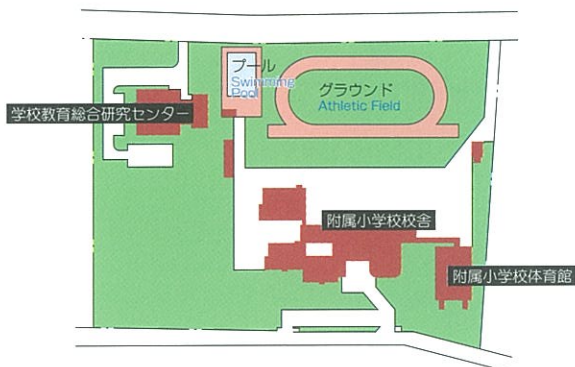 プール
Swimming
Pool
グラウンド
Athletic Field
学校教育総合研究センター
附属小学校校舎
附属小学校体育館